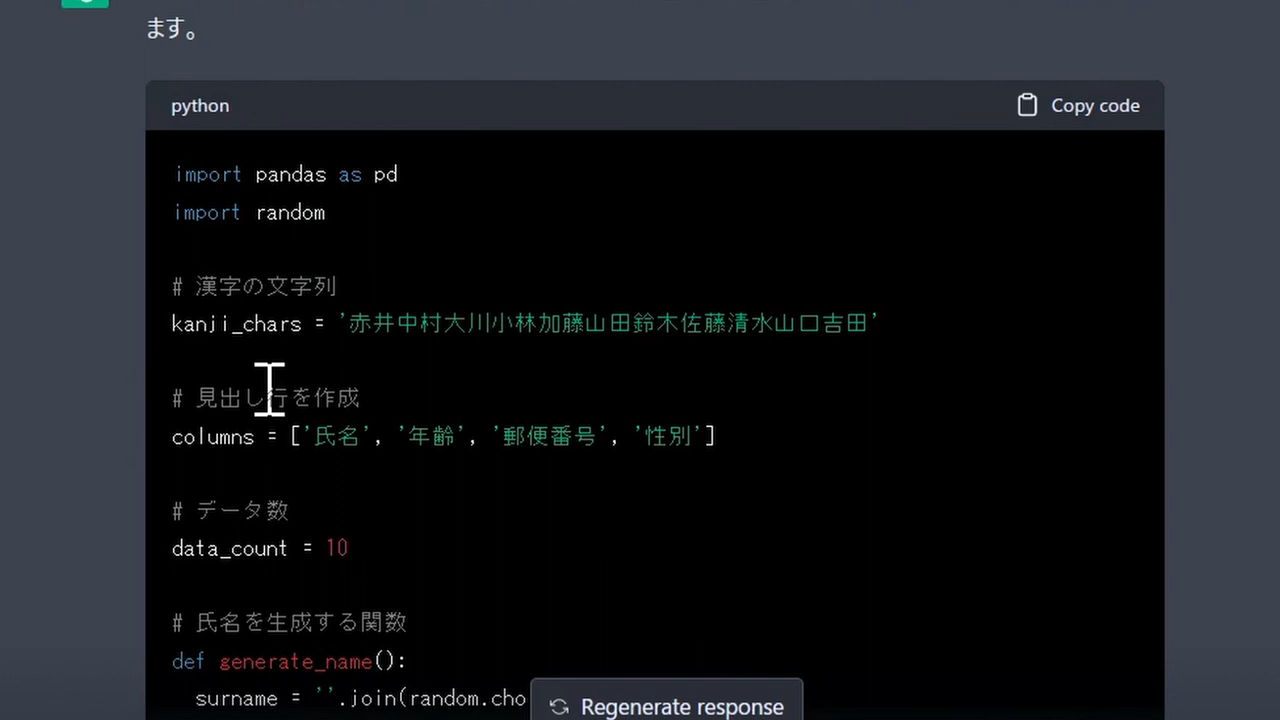 ます。
python
Copy code
import pandas as pd
import random
# 漢字の文字列
kanji_chars = '赤井中村大川小林加藤山田鈴木佐藤清水山口吉田'
# 見出し行を作成
columns = ['氏名', '年齢', '郵便番号', '性別']
# データ数
data_count = 10
# 氏名を生成する関数
def generate_name():
surname = ''.join(random.cho
Regenerate response